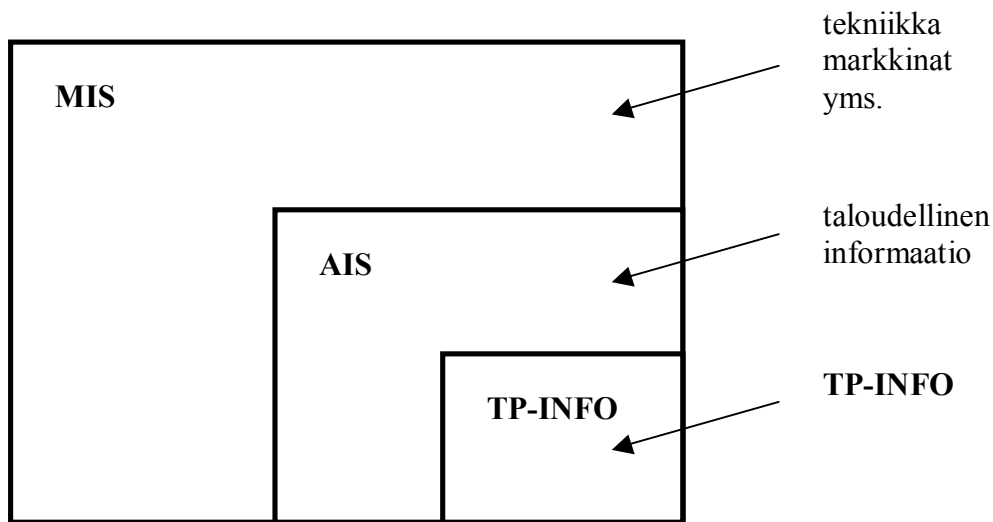 tekniikka
markkinat
yms.
MIS
taloudellinen
informaatio
AIS
TP-INFO
TP-INFO